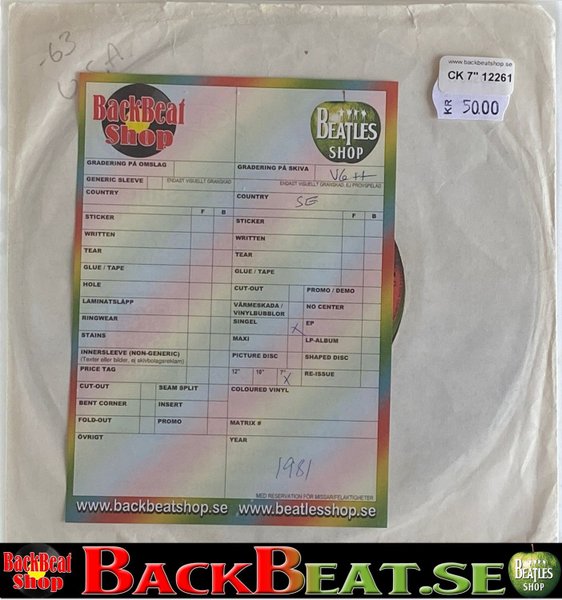 -63
U.S.A.
www.backbeatshop.se
CK 7" 12261
KR 50.00
BackBeat Shop
BEATLES SHOP
GRADERING PÅ OMSLAG
GRADERING PÅ SKIVA VG++
GENERIC SLEEVE ENDAST VISUELLT GRANSKAD
ENDAST VISUELLT GRANSKAD, EJ PROVSPELAD
COUNTRY
COUNTRY SE
F B
F B
STICKER
STICKER
WRITTEN
WRITTEN
TEAR
TEAR
GLUE / TAPE
GLUE / TAPE
HOLE
CUT-OUT PROMO / DEMO
LAMINATSLÄPP
VÄRMESKADA / VINYLBUBBLOR NO CENTER
RINGWEAR
SINGEL X EP
STAINS
MAXI LP-ALBUM
INNERSLEEVE (NON-GENERIC)
(Texter eller bilder, ej skivbolagsreklam)
PICTURE DISC SHAPED DISC
PRICE TAG
12" 10" 7" X RE-ISSUE
CUT-OUT SEAM SPLIT
COLOURED VINYL
BENT CORNER INSERT
FOLD-OUT PROMO
MATRIX #
ÖVRIGT
YEAR
1981
MED RESERVATION FÖR MISSAR/FELAKTIGHETER
www.backbeatshop.se www.beatlesshop.se
BackBeat Shop
BACKBEAT.SE
BEATLES SHOP